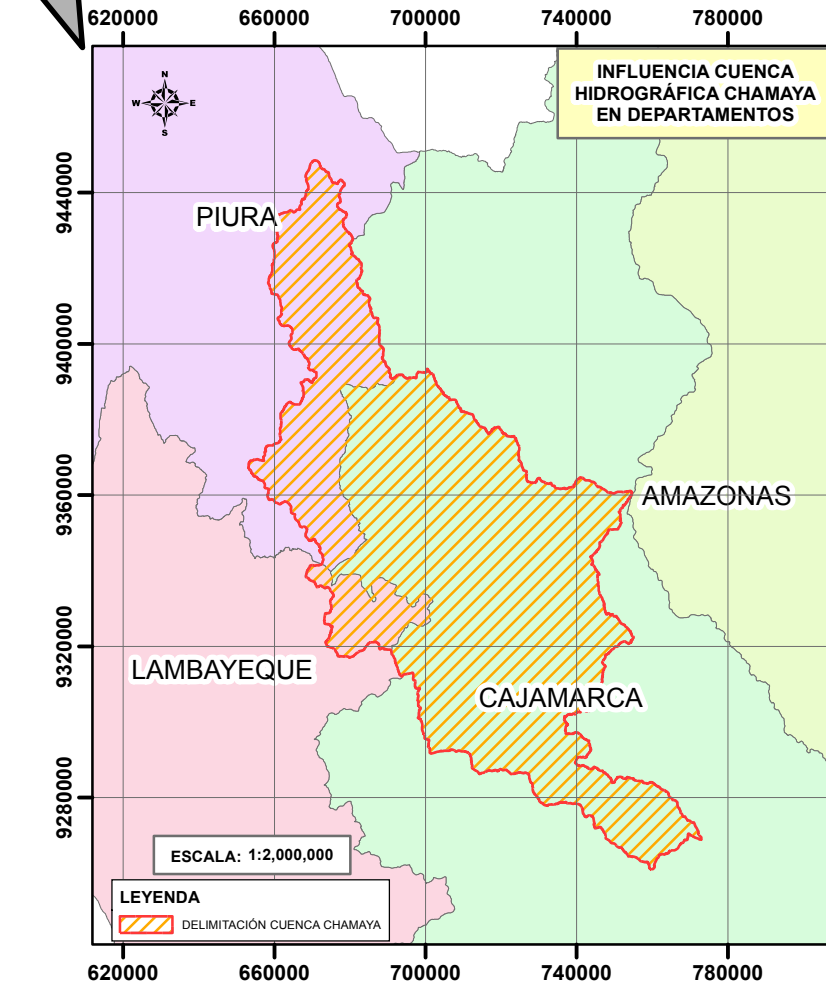 620000 660000 700000 740000 780000
INFLUENCIA CUENCA
HIDROGRÁFICA CHAMAYA
EN DEPARTAMENTOS
N
W E
S
9440000
PIURA
9400000
9360000
AMAZONAS
9320000
LAMBAYEQUE
CAJAMARCA
9280000
ESCALA: 1:2,000,000
LEYENDA
DELIMITACIÓN CUENCA CHAMAYA
620000 660000 700000 740000 780000